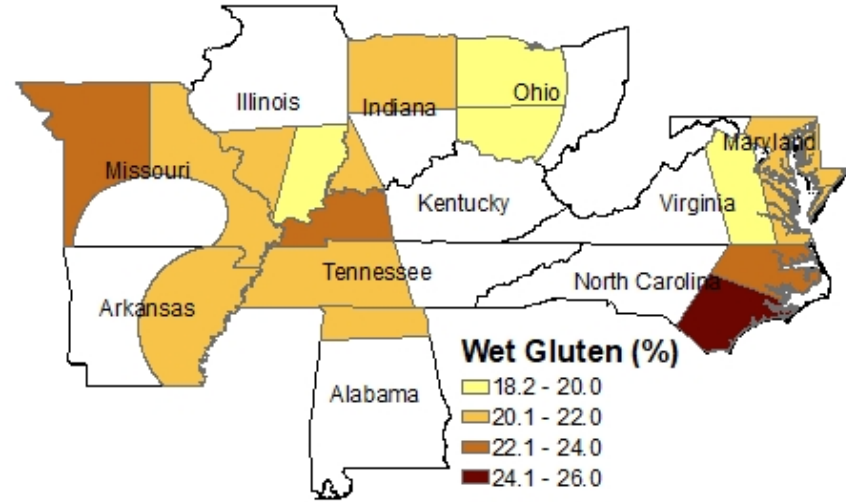 Illinois
Indiana
Ohio
Maryland
Missouri
Kentucky
Virginia
Tennessee
North Carolina
Arkansas
Alabama
Wet Gluten (%)
18.2 - 20.0
20.1 - 22.0
22.1 - 24.0
24.1 - 26.0